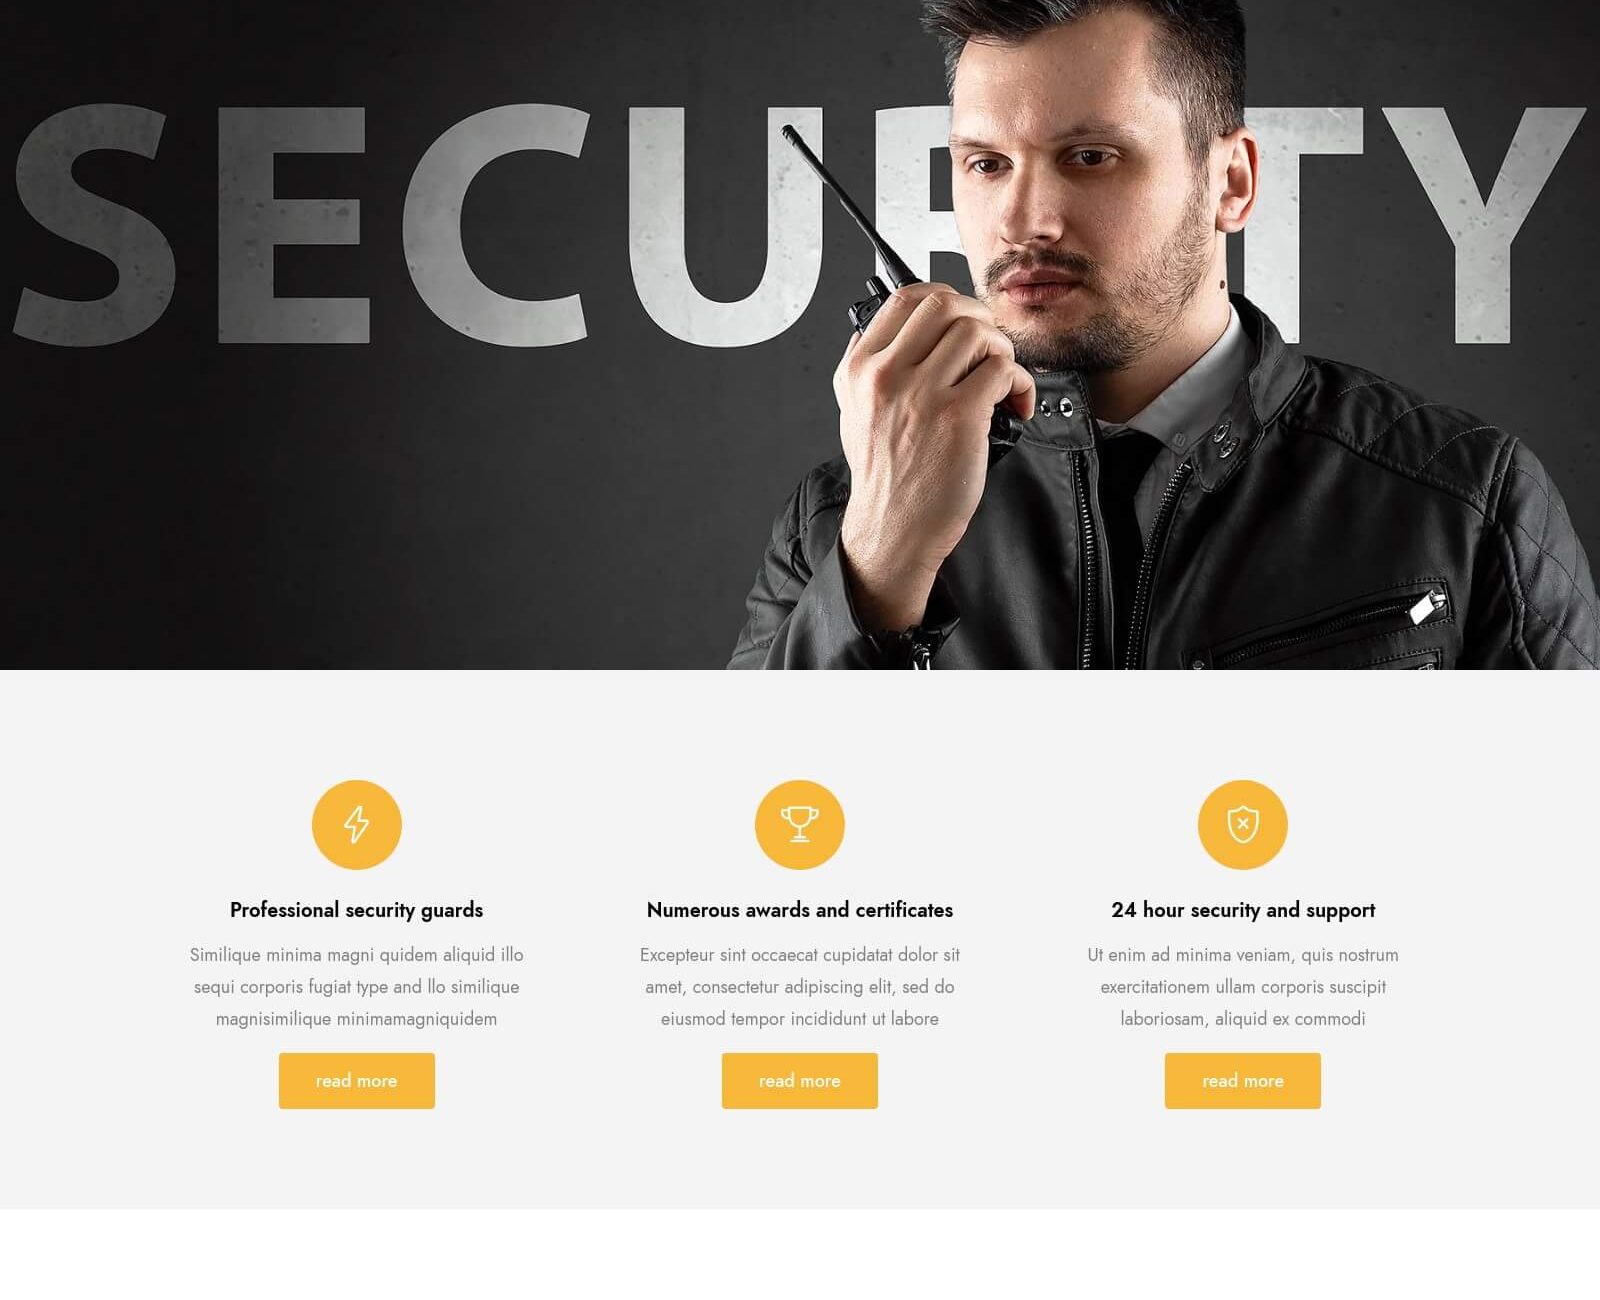 SECURITY
Professional security guards
Similique minima magni quidem aliquid illo
sequi corporis fugiat type and llo similique
magnisimilique minimamagniquidem
read more
Numerous awards and certificates
Excepteur sint occaecat cupidatat dolor sit
amet, consectetur adipiscing elit, sed do
eiusmod tempor incididunt ut labore
read more
24 hour security and support
Ut enim ad minima veniam, quis nostrum
exercitationem ullam corporis suscipit
laboriosam, aliquid ex commodi
read more